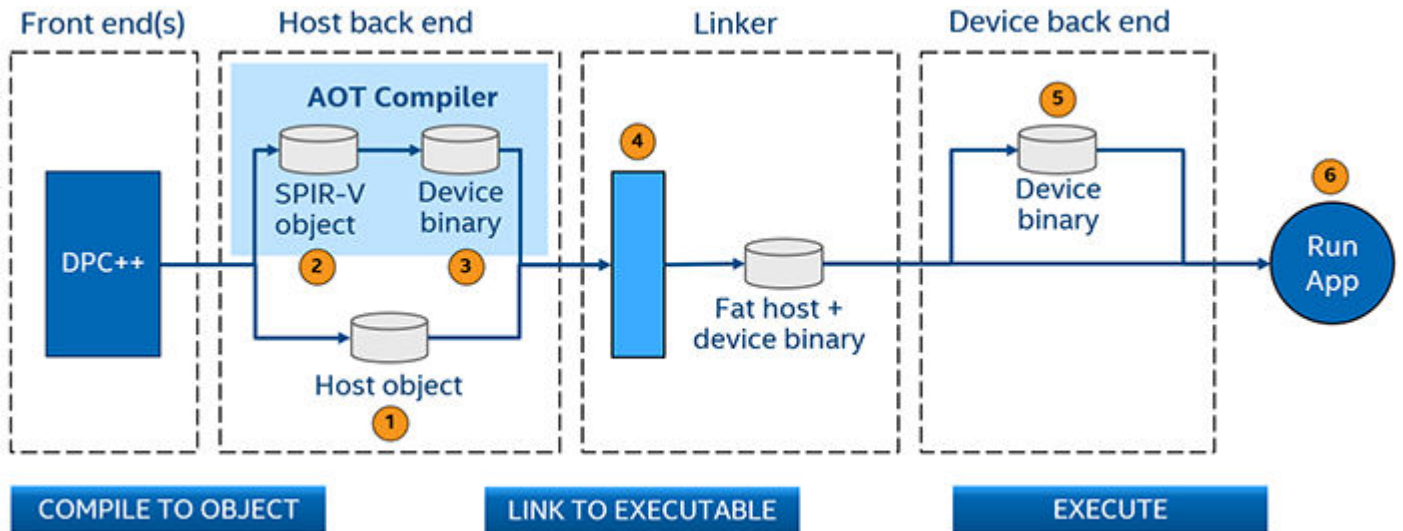 Front end(s)
Host back end
Linker
Device back end
AOT Compiler
DPC++
SPIR-V
object
2
Device
binary
3
Host object
1
4
Fat host +
device binary
5
Device
binary
6
Run
App
COMPILE TO OBJECT
LINK TO EXECUTABLE
EXECUTE